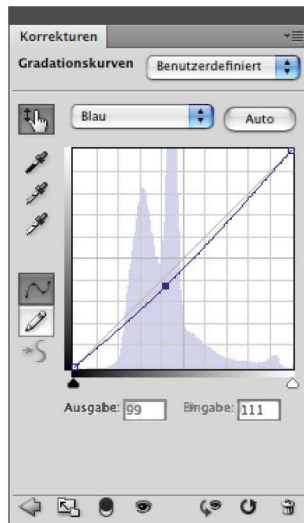 Korrekturen
Gradationskurven Benutzerdefiniert
Blau Auto
Ausgabe: 99 Eingabe: 111